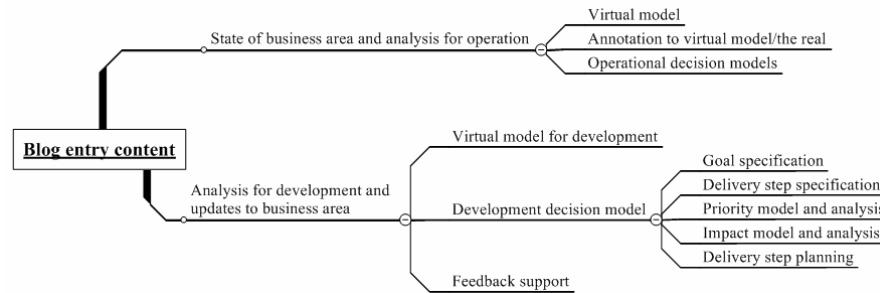 Virtual model
State of business area and analysis for operation
Annotation to virtual model/the real
Operational decision models
Blog entry content
Virtual model for development
Goal specification
Analysis for development and
updates to business area
Delivery step specification
Development decision model
Priority model and analysis
Impact model and analysis
Delivery step planning
Feedback support